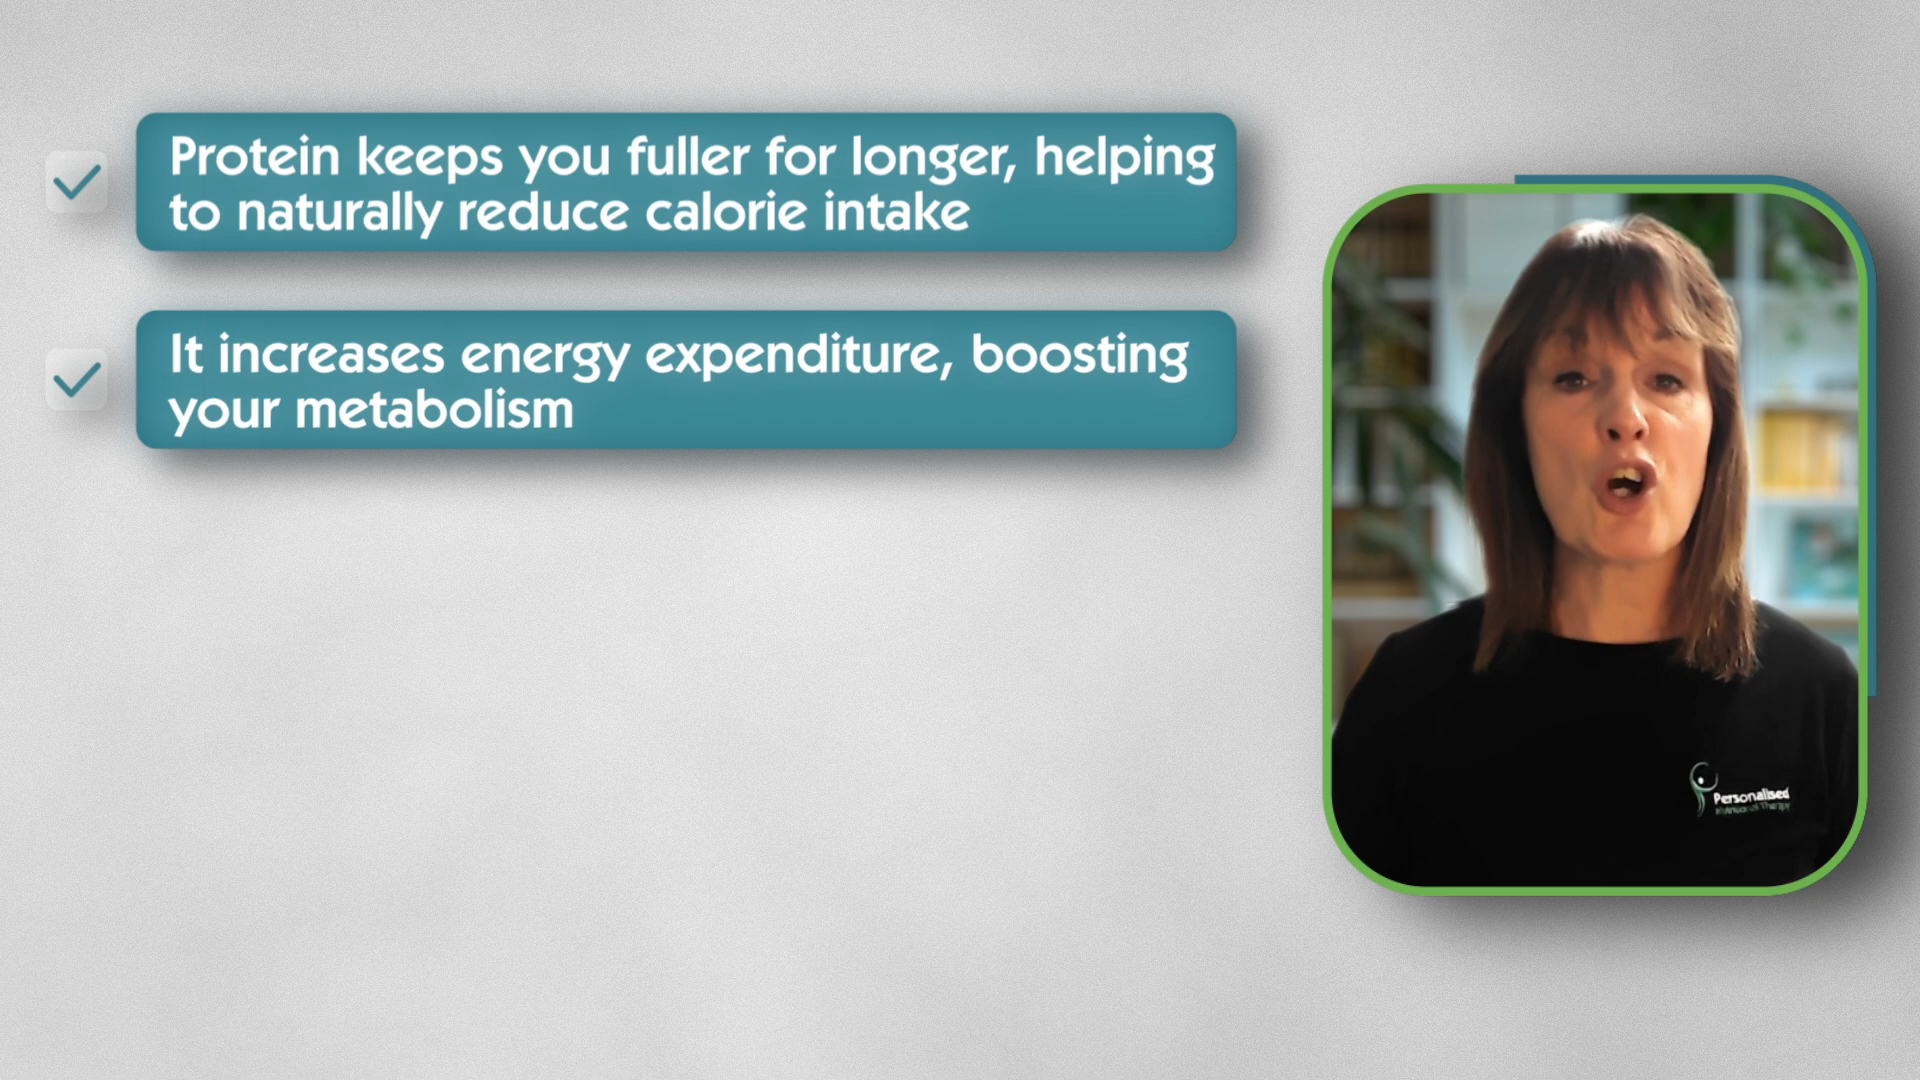 Protein keeps you fuller for longer, helping
to naturally reduce calorie intake
It increases energy expenditure, boosting
your metabolism
Personalised